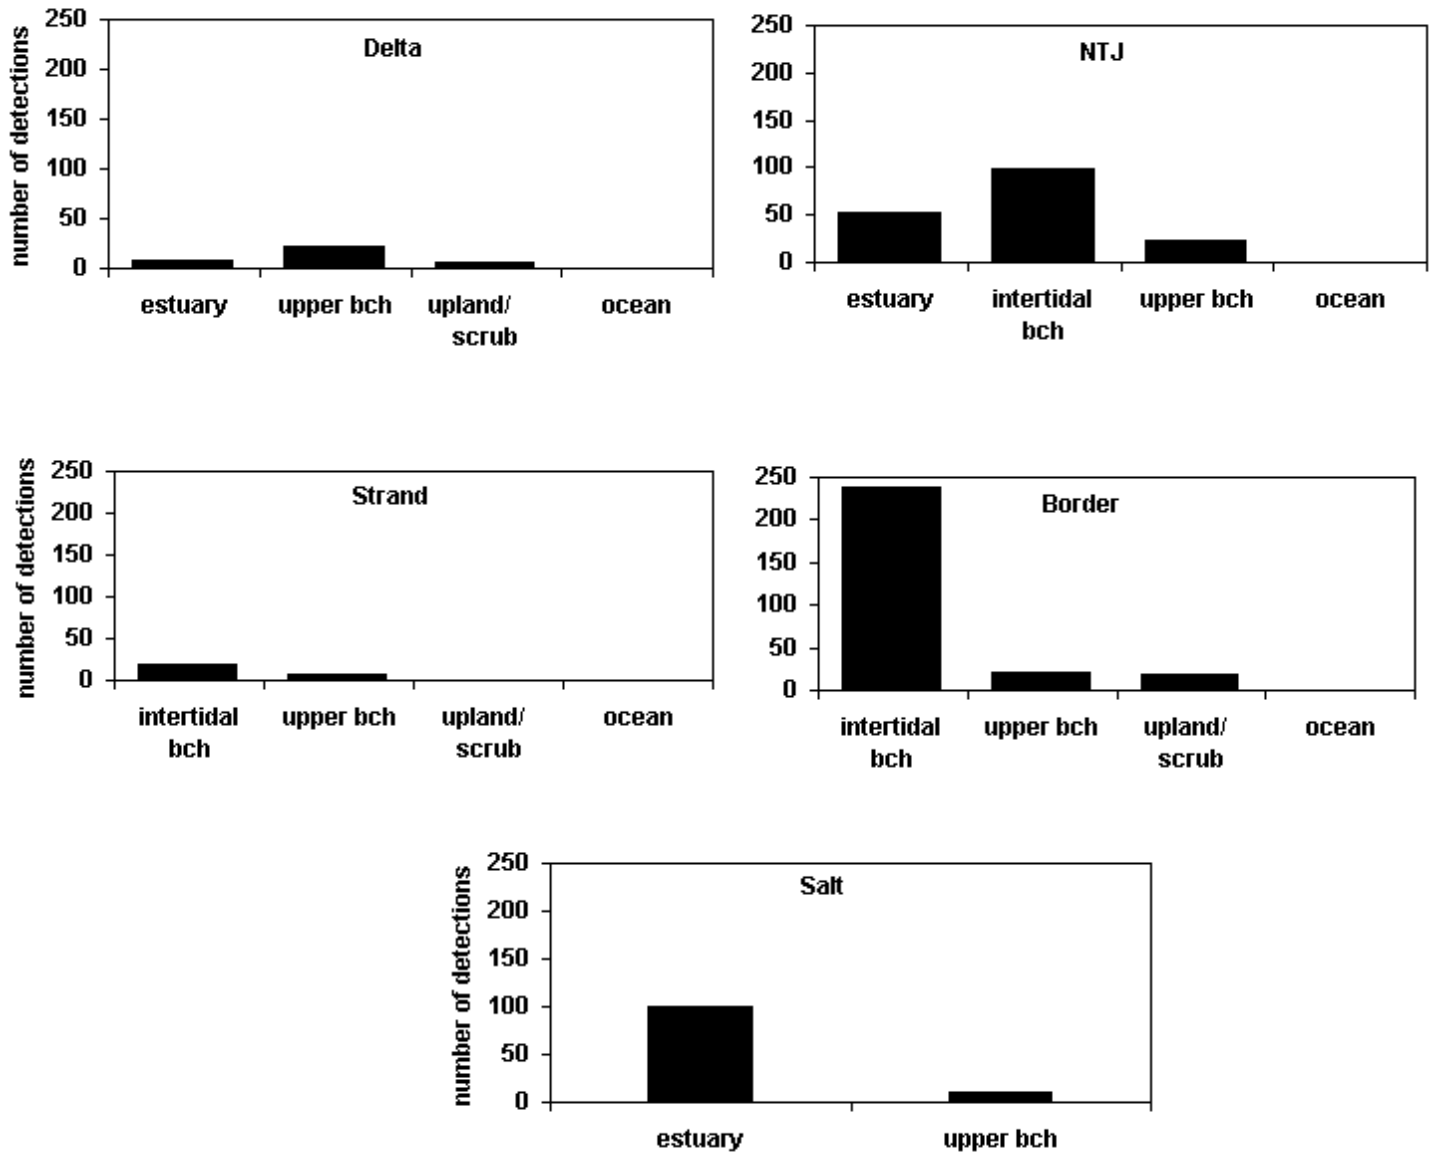 number of detections
250
200
150
100
50
0
Delta
estuary upper bch upland/ ocean
scrub
250
200
150
100
50
0
NTJ
estuary intertidal upper bch ocean
bch
number of detections
250
200
150
100
50
0
Strand
intertidal upper bch upland/ ocean
bch scrub
250
200
150
100
50
0
Border
intertidal upper bch upland/ ocean
bch scrub
number of detections
250
200
150
100
50
0
Salt
estuary upper bch